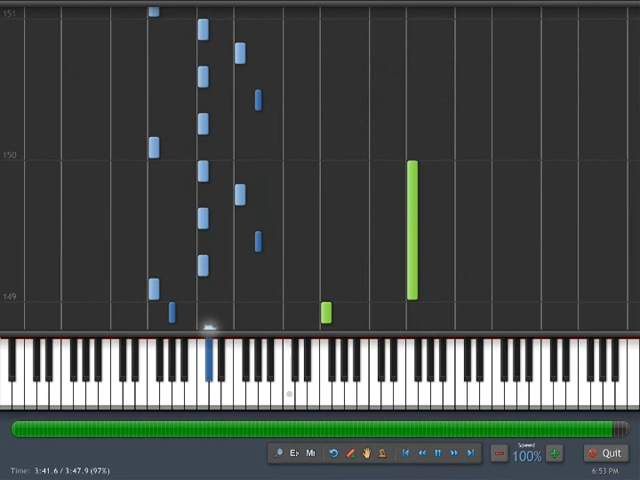 151
150
149
E♭ M♮
Speed
100%
Quit
Time: 3:41.6 / 3:47.9 (97%)
6:53 PM